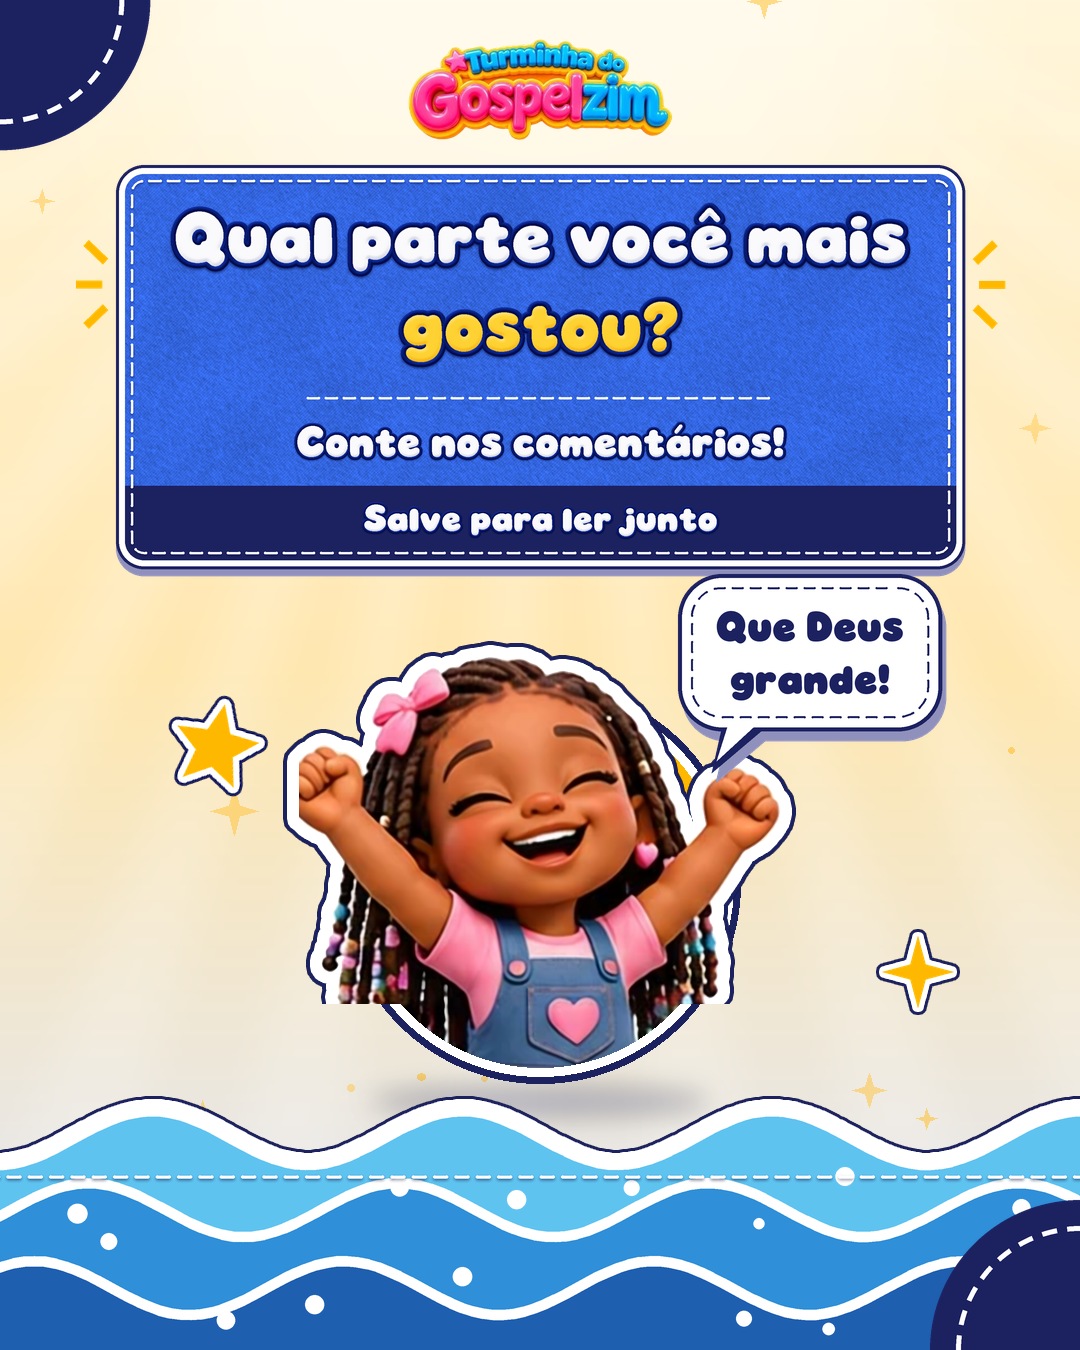 Turminha do
Gospelzim
Qual parte você mais
gostou?
Conte nos comentários!
Salve para ler junto
Que Deus
grande!